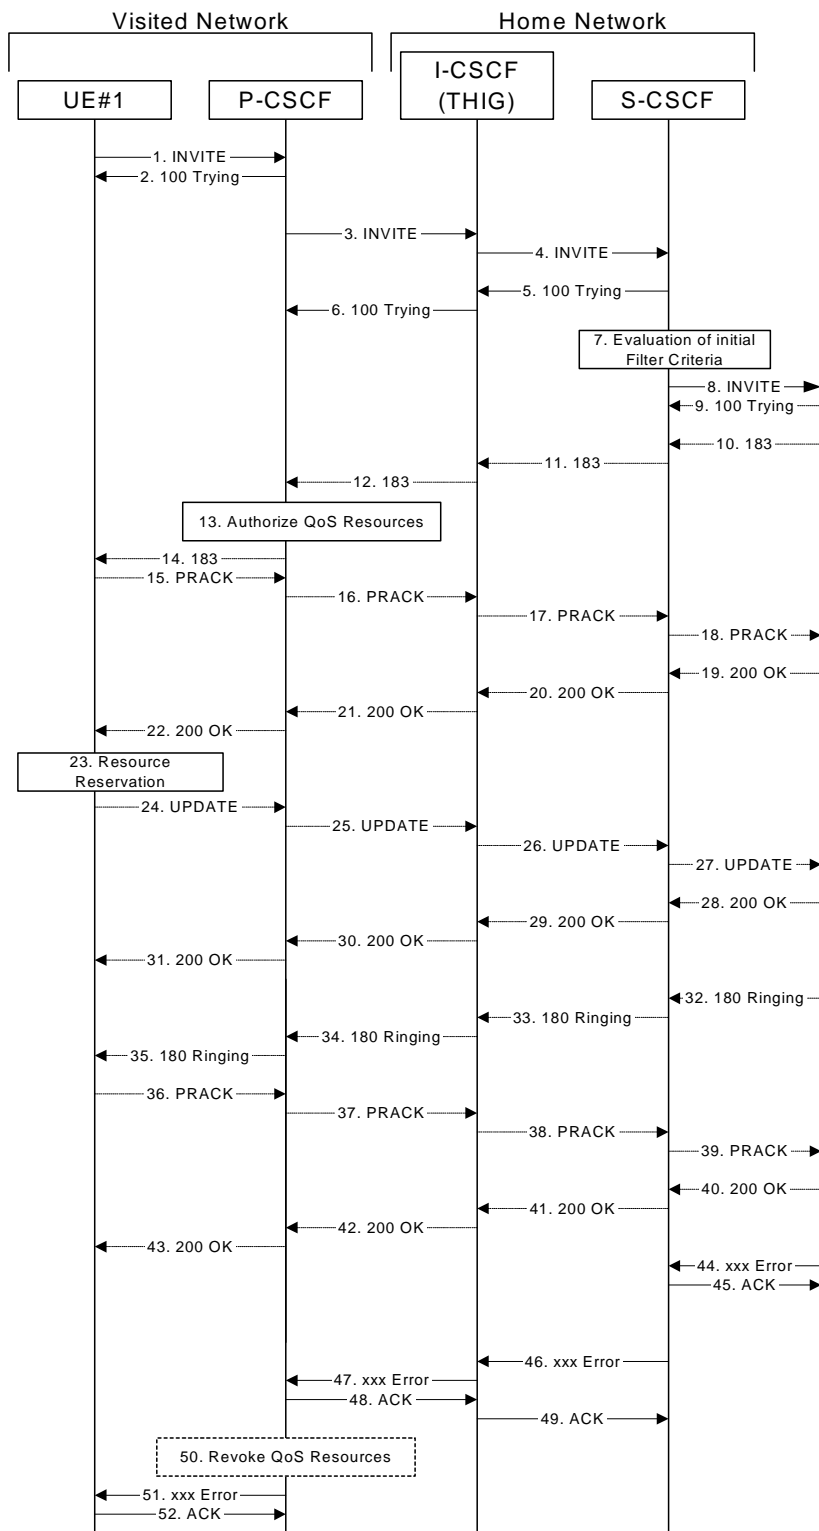 Visited Network
Home Network
UE#1
P-CSCF
I-CSCF
(THIG)
S-CSCF
1. INVITE
2. 100 Trying
3. INVITE
4. INVITE
5. 100 Trying
6. 100 Trying
7. Evaluation of initial
Filter Criteria
8. INVITE
9. 100 Trying
10. 183
11. 183
12. 183
13. Authorize QoS Resources
14. 183
15. PRACK
16. PRACK
17. PRACK
18. PRACK
19. 200 OK
20. 200 OK
21. 200 OK
22. 200 OK
23. Resource
Reservation
24. UPDATE
25. UPDATE
26. UPDATE
27. UPDATE
28. 200 OK
29. 200 OK
30. 200 OK
31. 200 OK
32. 180 Ringing
33. 180 Ringing
34. 180 Ringing
35. 180 Ringing
36. PRACK
37. PRACK
38. PRACK
39. PRACK
40. 200 OK
41. 200 OK
42. 200 OK
43. 200 OK
44. xxx Error
45. ACK
46. xxx Error
47. xxx Error
48. ACK
49. ACK
50. Revoke QoS Resources
51. xxx Error
52. ACK